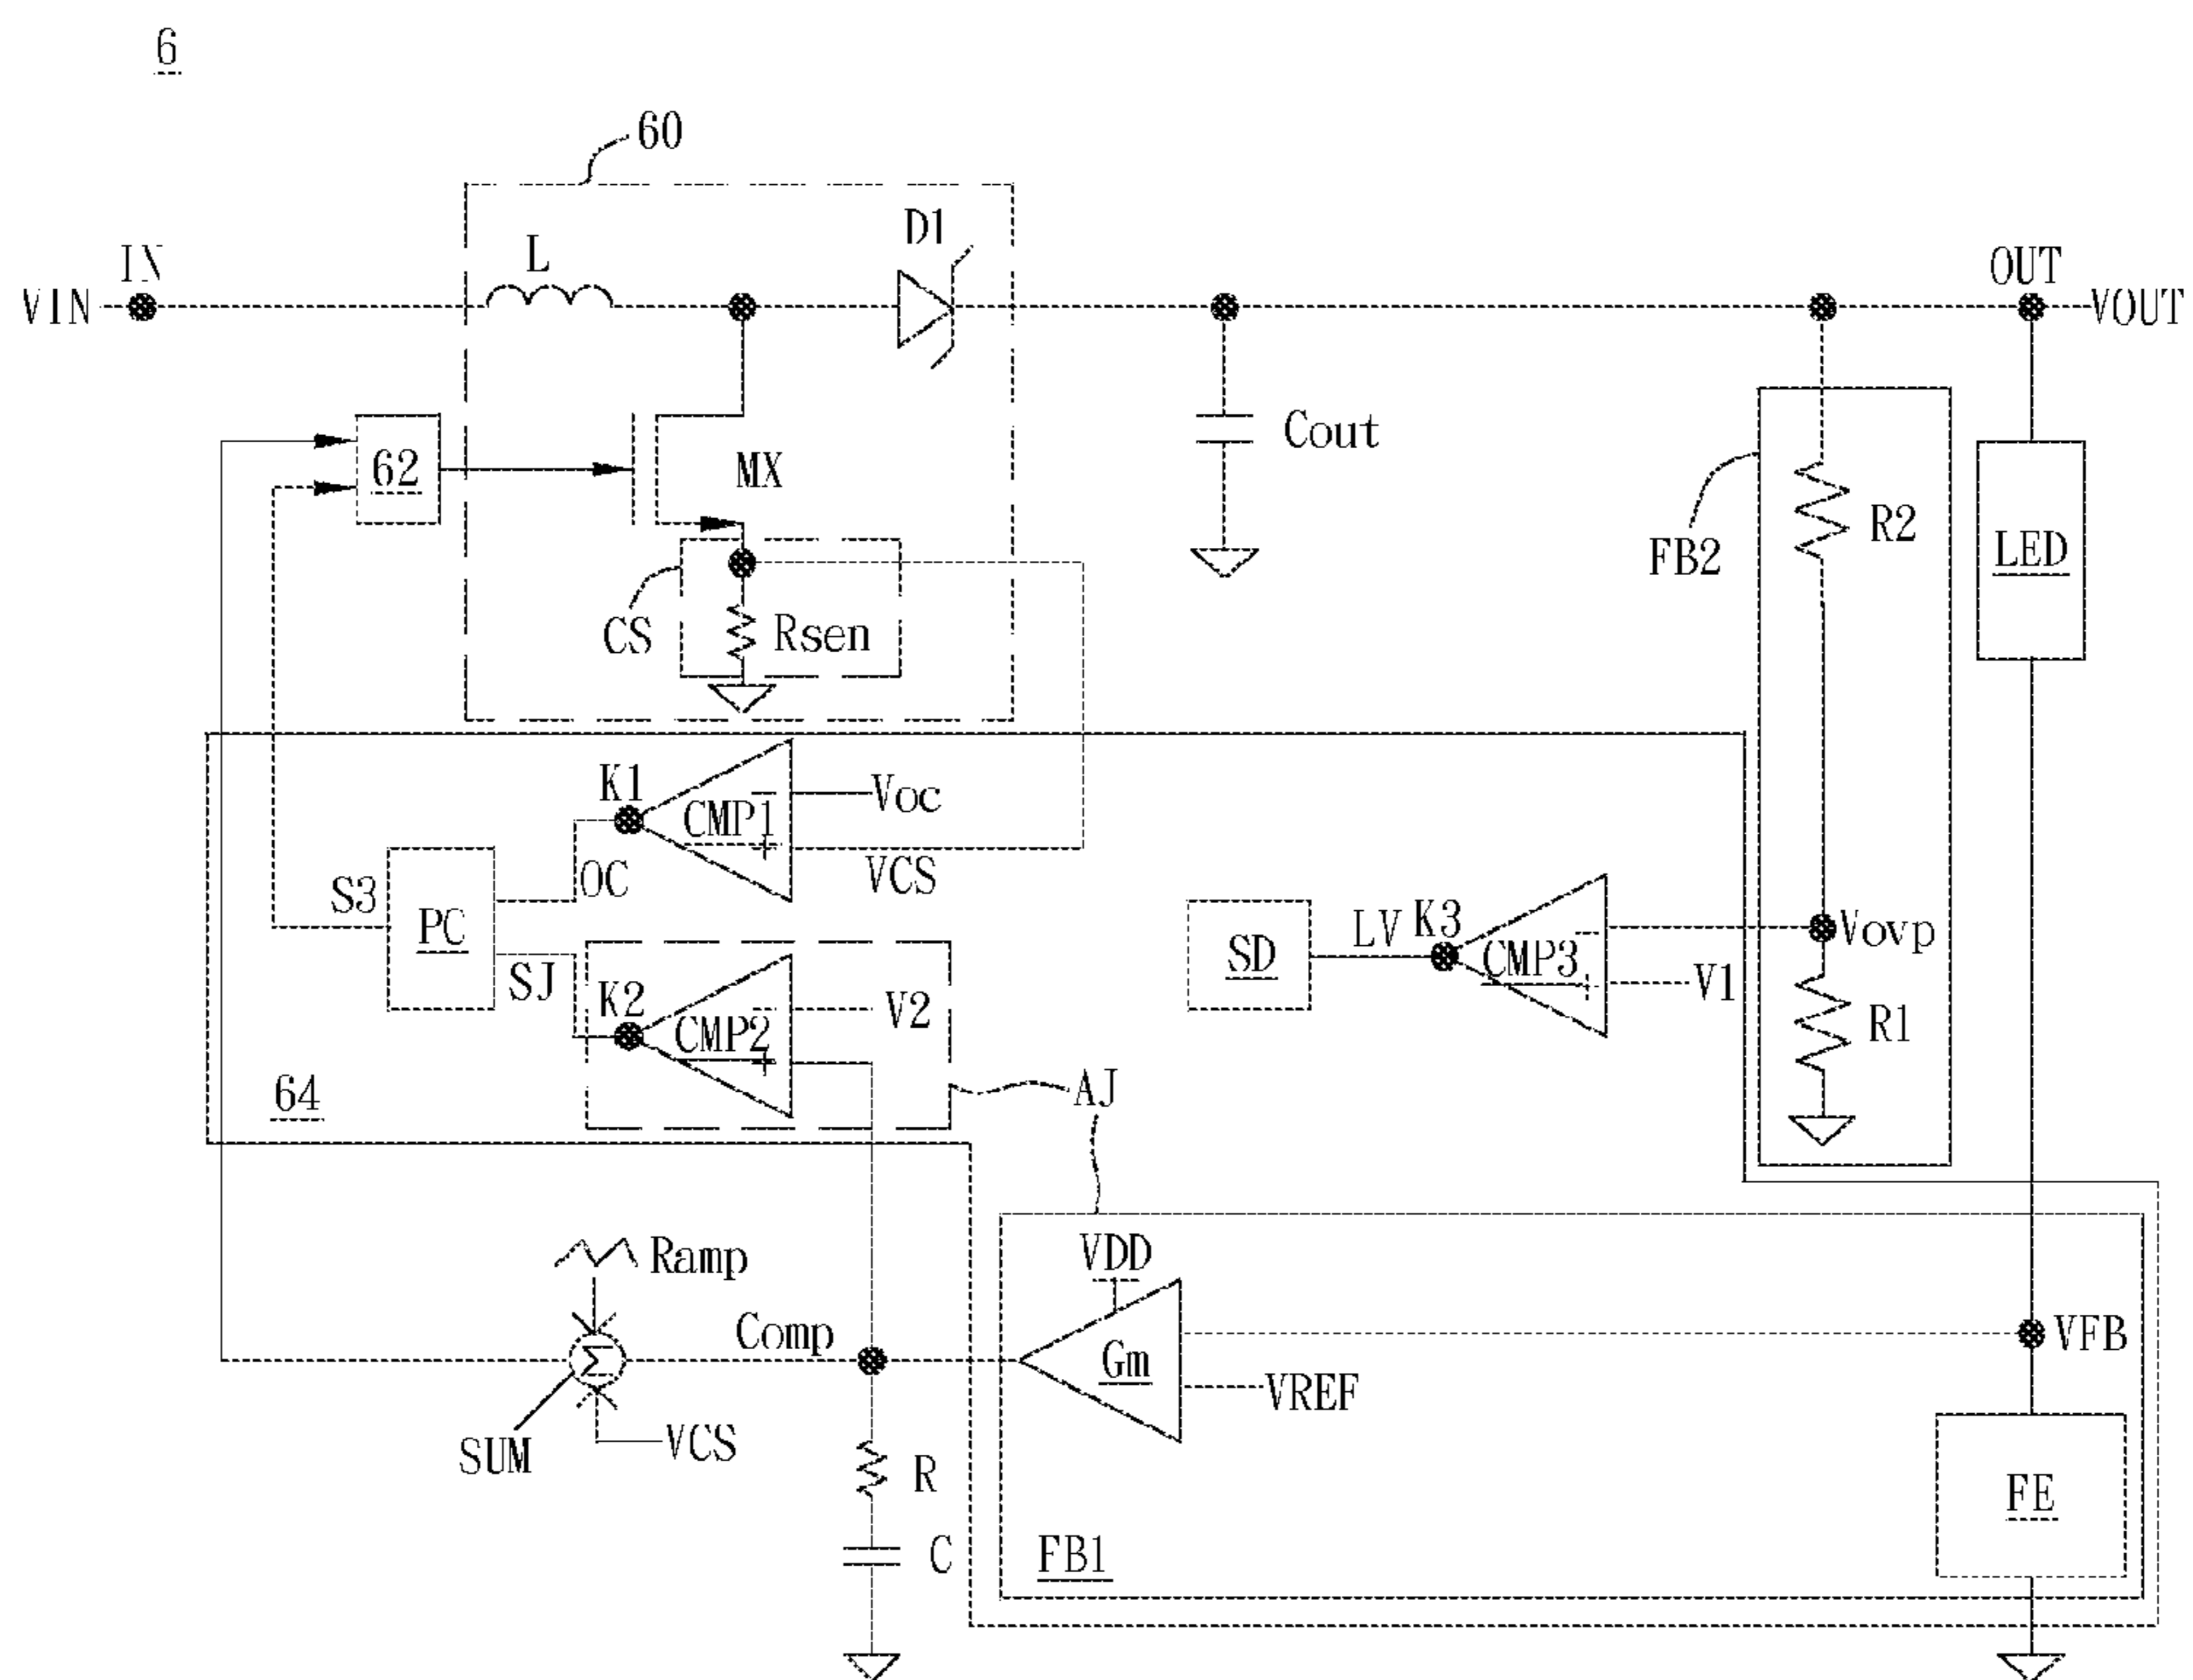 6
60
D1
L
IN
OUT
VIN
VOUT
Cout
MX
62
R2
FB2
LED
CS
Rsen
K1
CMP1
Voc
VCS
OC
S3
PC
SJ
K2
CMP2
V2
SD
LV
K3
CMP3
Vovp
V1
R1
64
AJ
VDD
Ramp
Comp
Gm
VFB
VREF
Σ
SUM
VCS
R
C
FB1
FE